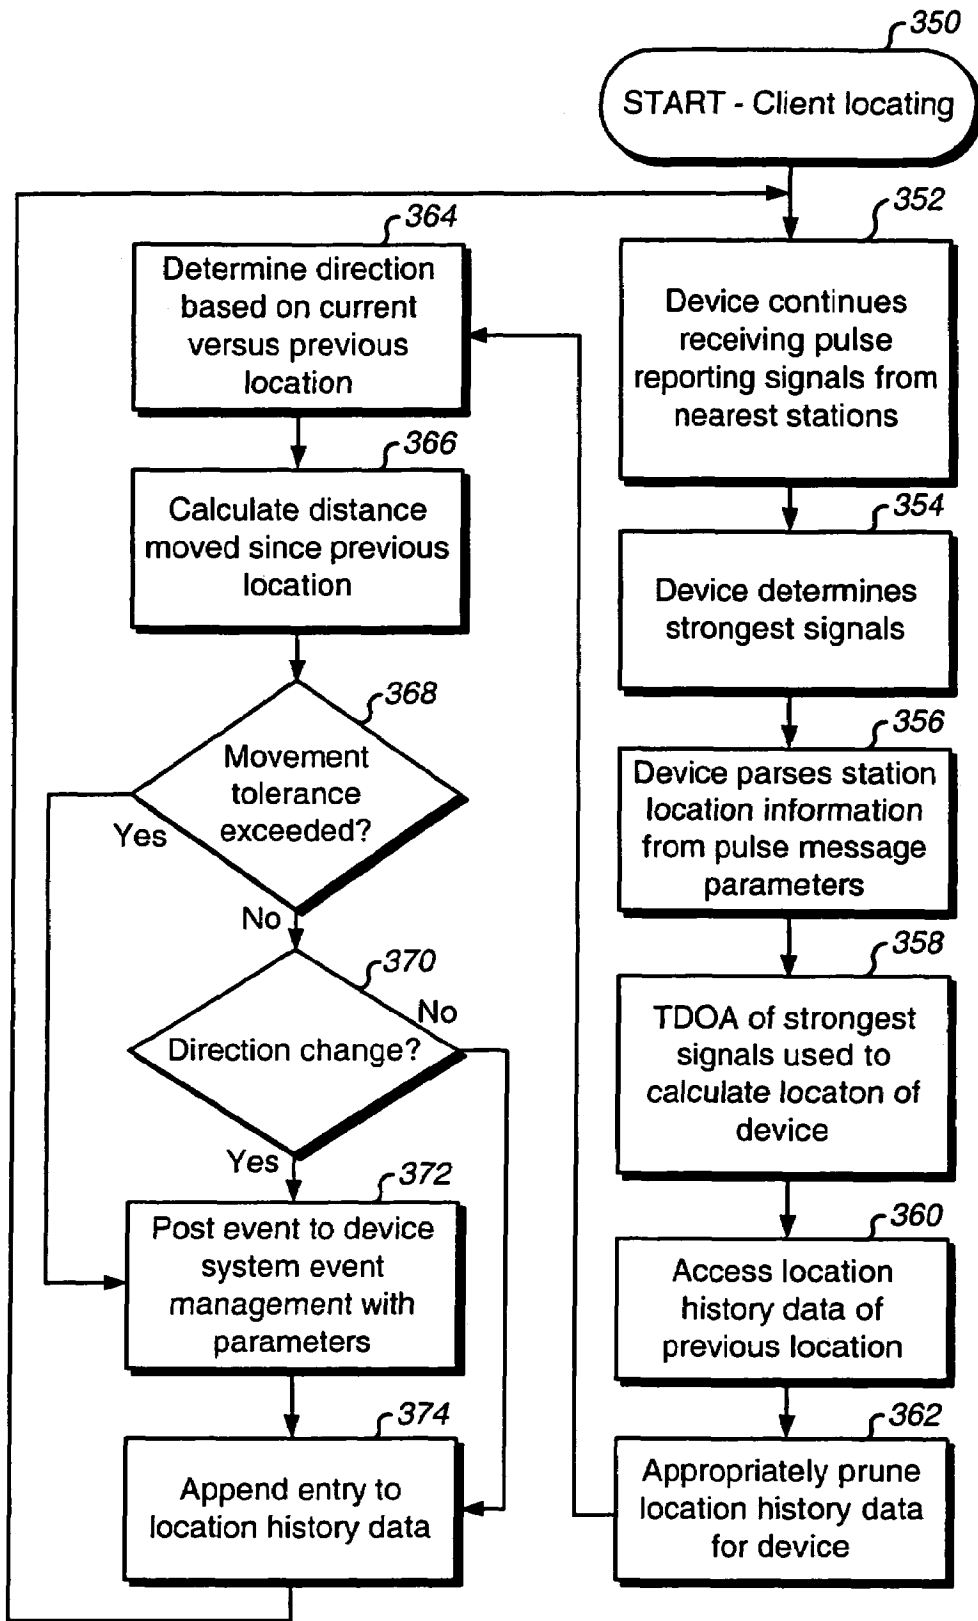 350
START - Client locating
352
Device continues
receiving pulse
reporting signals from
nearest stations
354
Device determines
strongest signals
356
Device parses station
location information
from pulse message
parameters
358
TDOA of strongest
signals used to
calculate locaton of
device
360
Access location
history data of
previous location
362
Appropriately prune
location history data
for device
364
Determine direction
based on current
versus previous
location
366
Calculate distance
moved since previous
location
368
Movement
tolerance
exceeded?
Yes
No
370
Direction change?
No
Yes
372
Post event to device
system event
management with
parameters
374
Append entry to
location history data